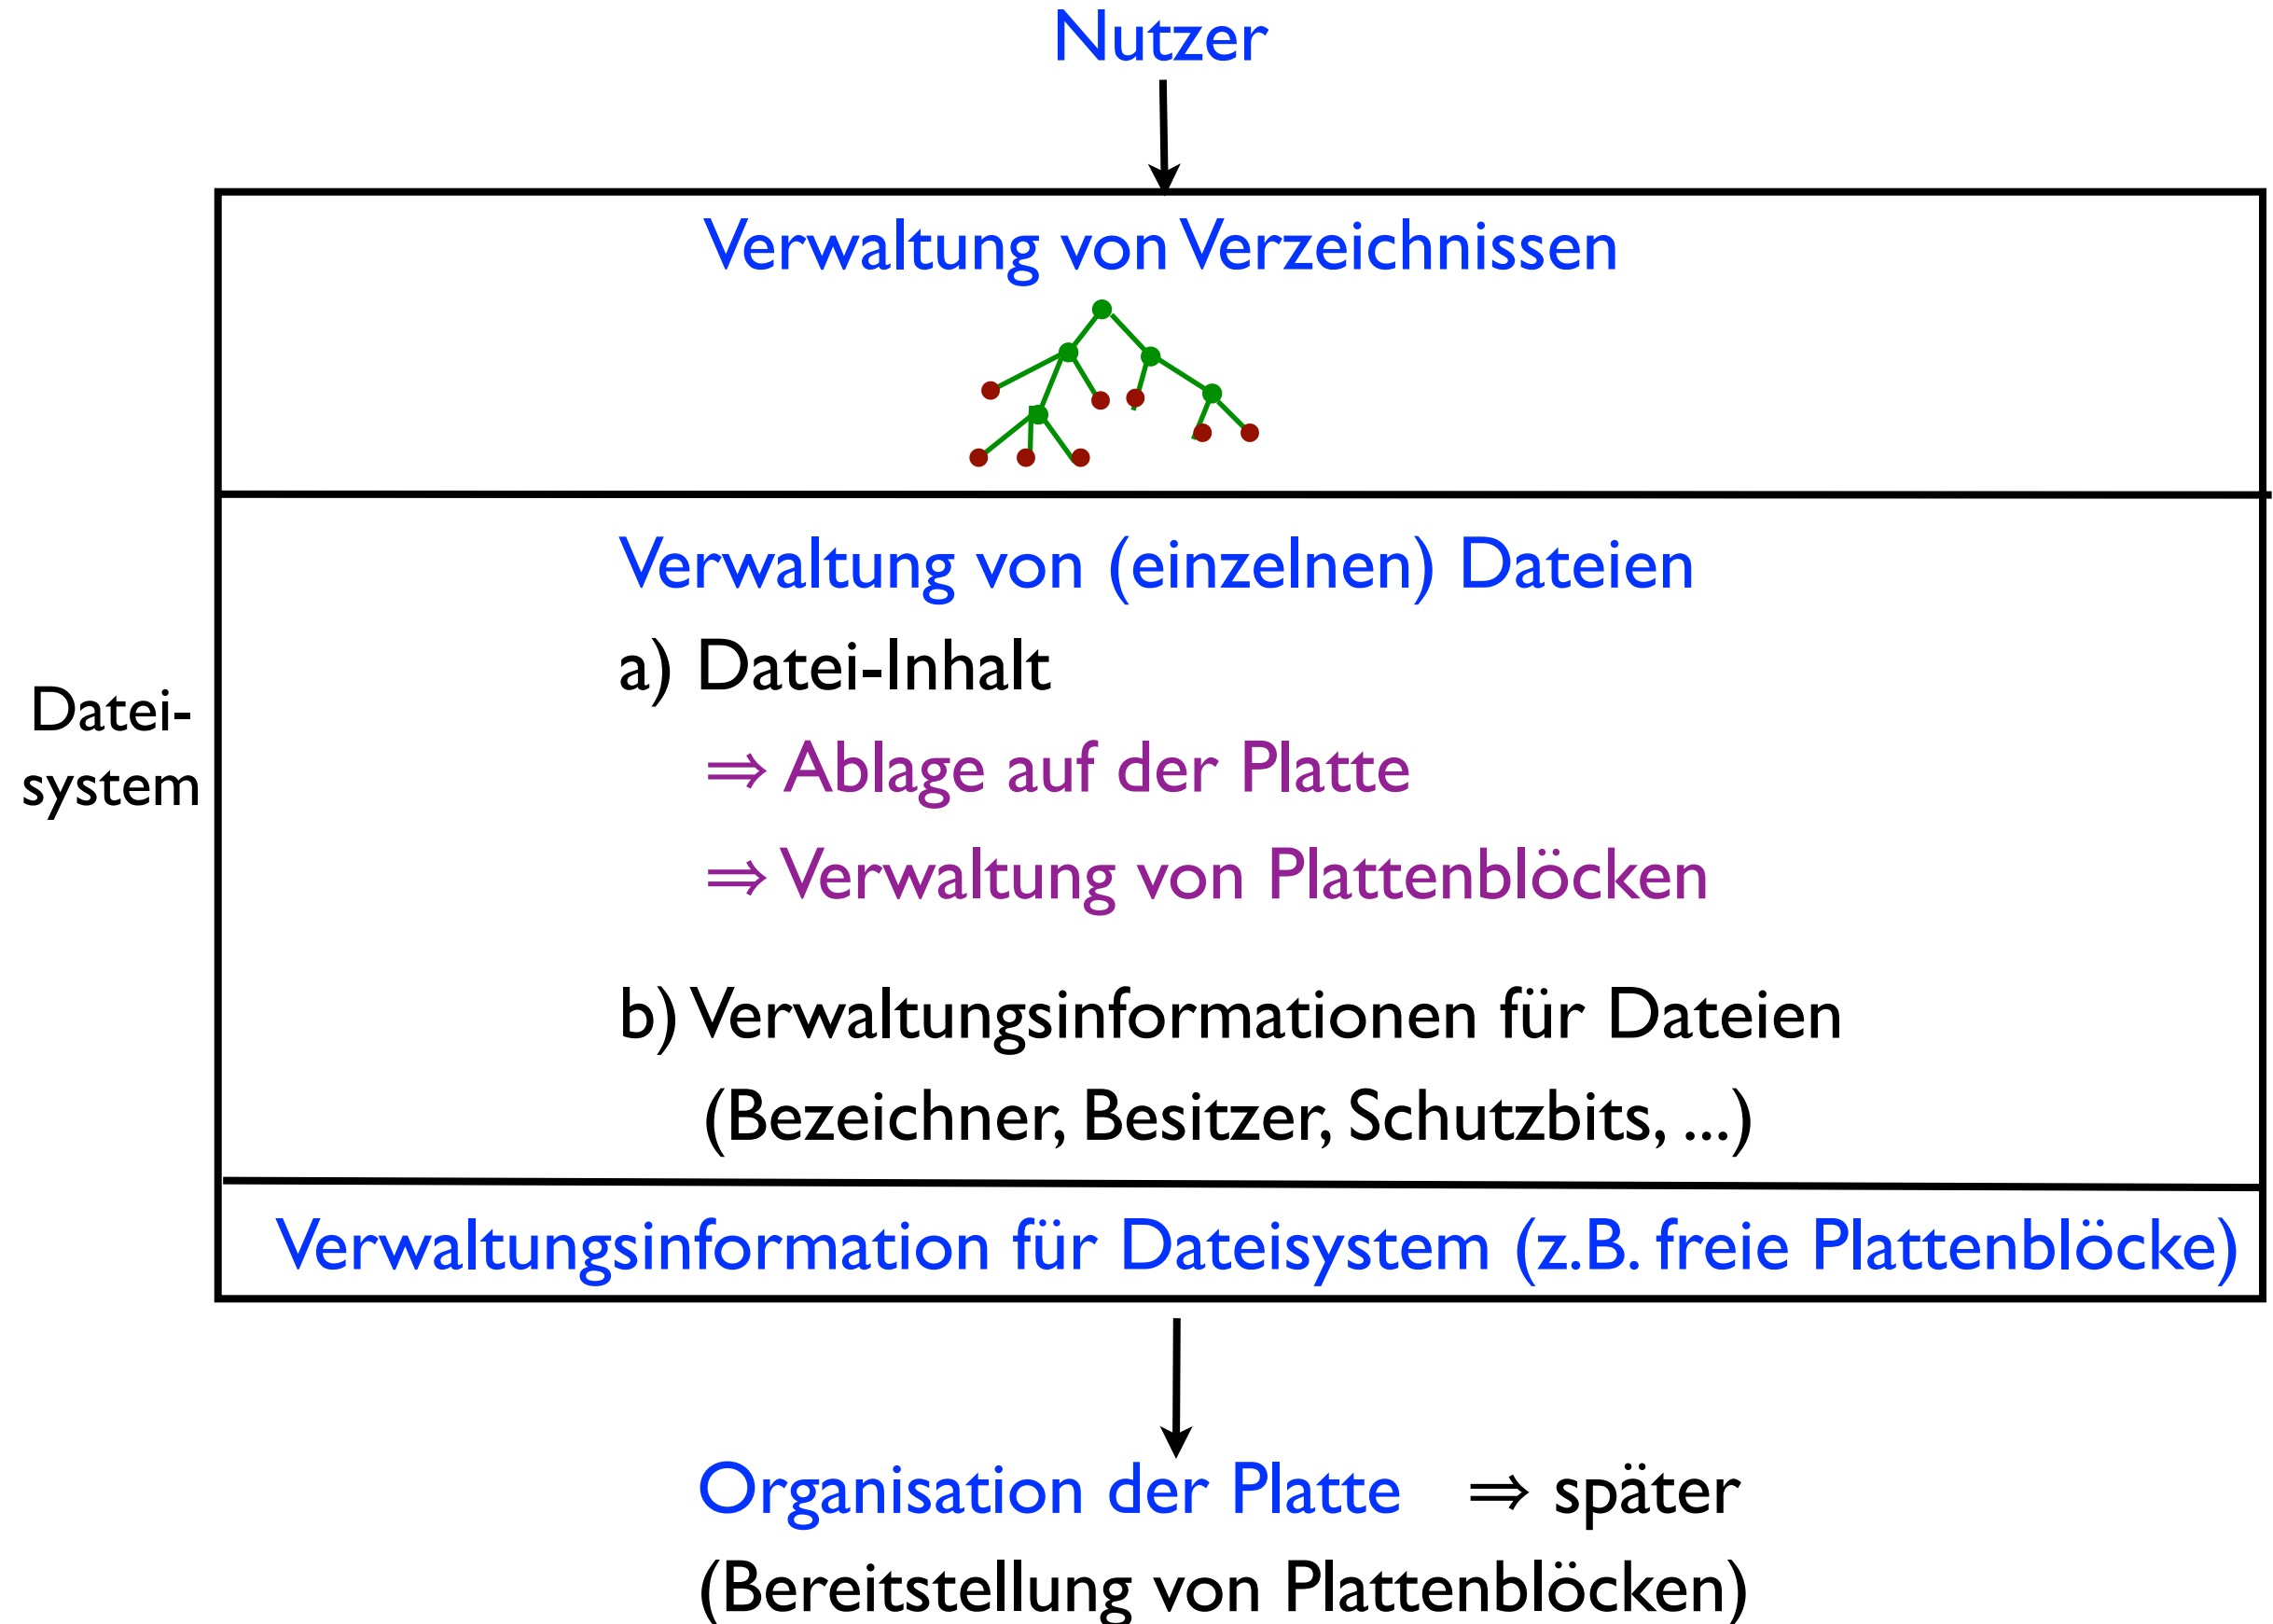 Nutzer
Verwaltung von Verzeichnissen
Verwaltung von (einzelnen) Dateien
a) Datei-Inhalt
⇒ Ablage auf der Platte
⇒ Verwaltung von Plattenblöcken
Datei-
system
b) Verwaltungsinformationen für Dateien
(Bezeichner, Besitzer, Schutzbits, ...)
Verwaltungsinformation für Dateisystem (z.B. freie Plattenblöcke)
Organisation der Platte ⇒ später
(Bereitstellung von Plattenblöcken)